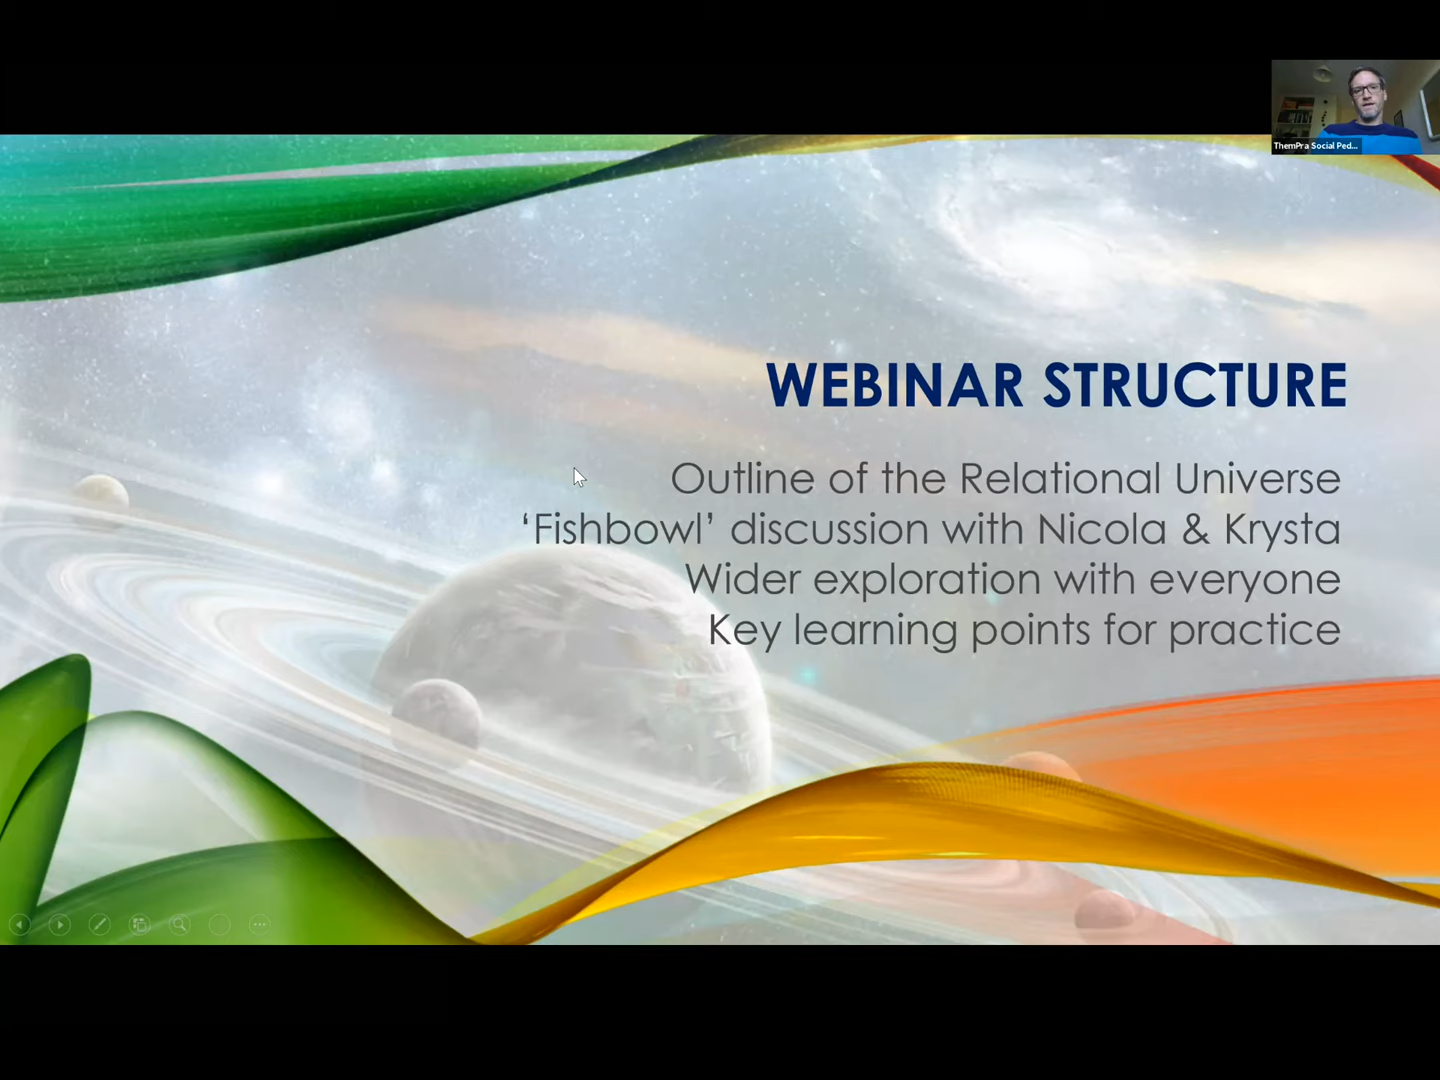 ThemPra Social Ped...
WEBINAR STRUCTURE
Outline of the Relational Universe
‘Fishbowl’ discussion with Nicola & Krysta
Wider exploration with everyone
Key learning points for practice